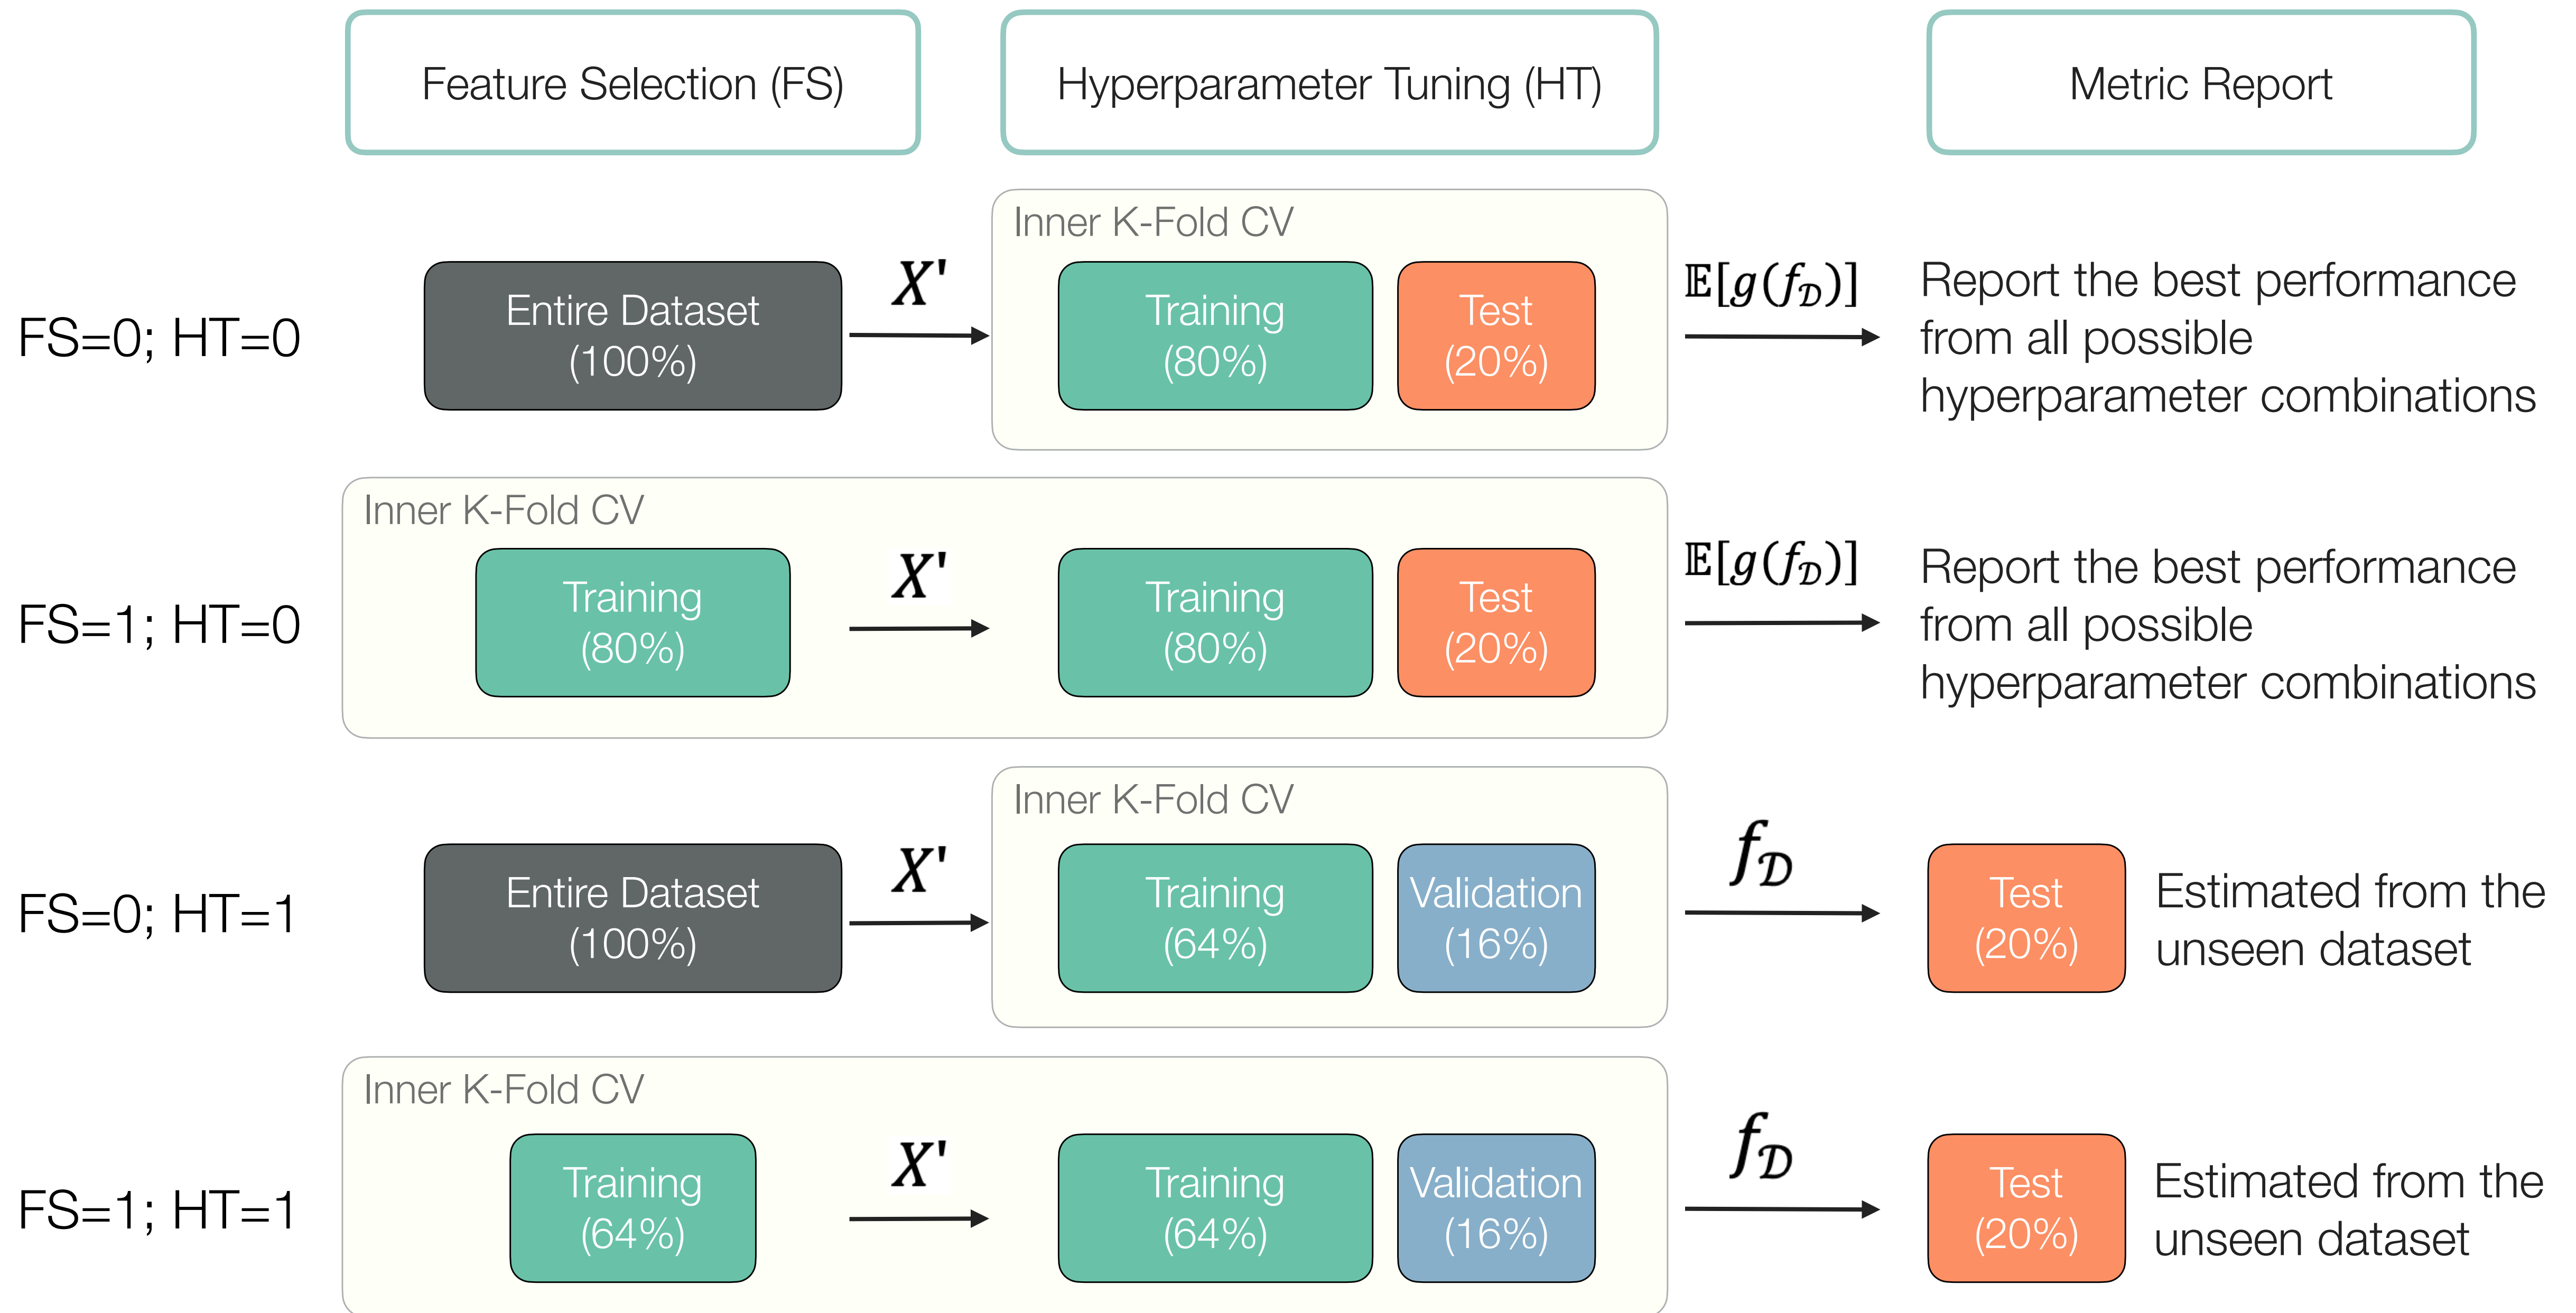 Feature Selection (FS)
Hyperparameter Tuning (HT)
Metric Report
FS=0; HT=0
Entire Dataset
(100%)
X'
Inner K-Fold CV
Training
(80%)
Test
(20%)
𝔼[g(f𝒟)]
Report the best performance
from all possible
hyperparameter combinations
FS=1; HT=0
Inner K-Fold CV
Training
(80%)
X'
Training
(80%)
Test
(20%)
𝔼[g(f𝒟)]
Report the best performance
from all possible
hyperparameter combinations
FS=0; HT=1
Entire Dataset
(100%)
X'
Inner K-Fold CV
Training
(64%)
Validation
(16%)
f𝒟
Test
(20%)
Estimated from the
unseen dataset
FS=1; HT=1
Inner K-Fold CV
Training
(64%)
X'
Training
(64%)
Validation
(16%)
f𝒟
Test
(20%)
Estimated from the
unseen dataset